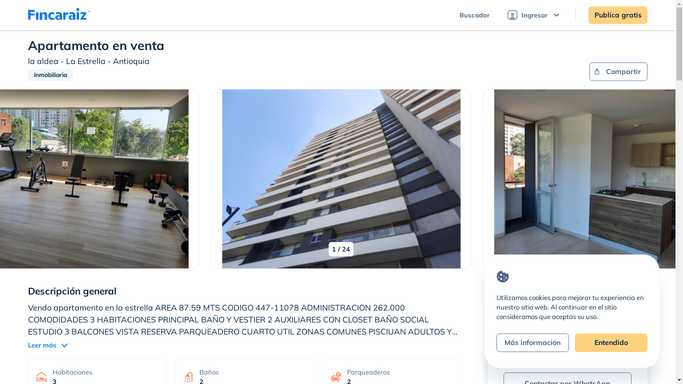 Fincaraiz
Buscador
Ingresar
Publica gratis
Apartamento en venta
la aldea - La Estrella - Antioquia
Inmobiliaria
Compartir
1 / 24
Descripción general
Vendo apartamento en la estrella AREA 87.59 MTS CODIGO 447-11078 ADMINISTRACION 262.000
COMODIDADES 3 HABITACIONES PRINCIPAL BAÑO Y VESTIER 2 AUXILIARES CON CLOSET BAÑO SOCIAL
ESTUDIO 3 BALCONES VISTA RESERVA PARQUEADERO CUARTO UTIL ZONAS COMUNES PISCIUAN ADULTOS Y...
Leer más
Habitaciones
3
Baños
2
Parqueaderos
2
Utilizamos cookies para mejorar tu experiencia en
nuestro sitio web. Al continuar en el sitio
consideramos que aceptas su uso.
Más información
Entendido
Contactar por WhatsApp